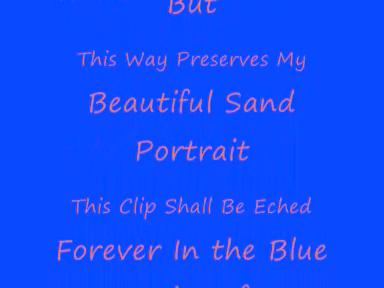 But
This Way Preserves My
Beautiful Sand
Portrait
This Clip Shall Be Eched
Forever In the Blue